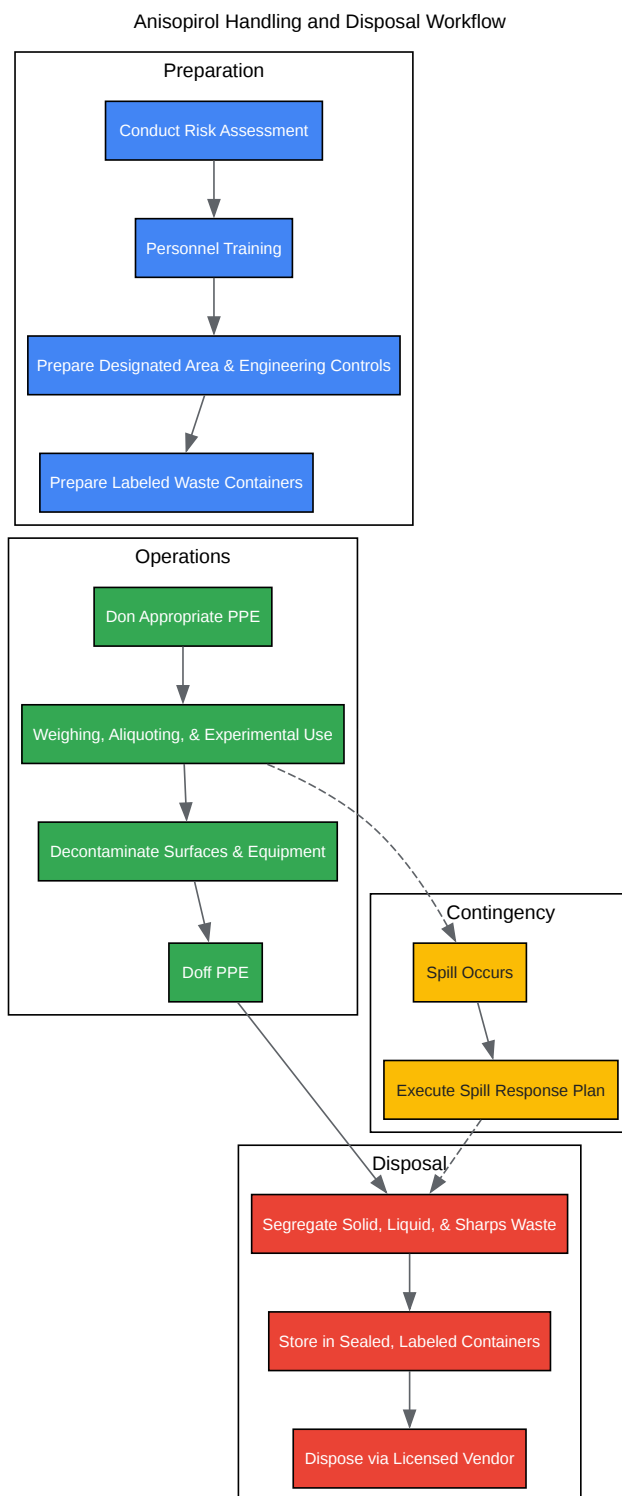 Anisopirol Handling and Disposal Workflow
Preparation
Conduct Risk Assessment
Personnel Training
Prepare Designated Area & Engineering Controls
Prepare Labeled Waste Containers
Operations
Don Appropriate PPE
Weighing, Aliquoting, & Experimental Use
Decontaminate Surfaces & Equipment
Doff PPE
Contingency
Spill Occurs
Execute Spill Response Plan
Disposal
Segregate Solid, Liquid, & Sharps Waste
Store in Sealed, Labeled Containers
Dispose via Licensed Vendor